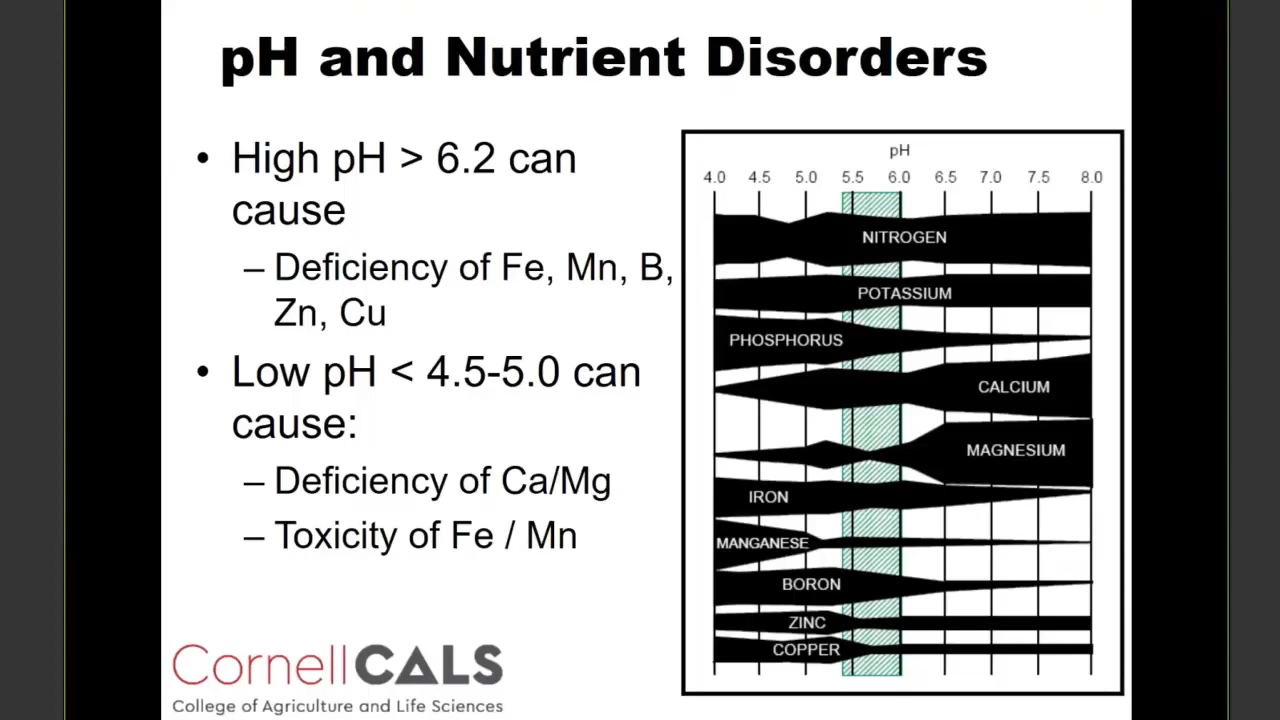 pH and Nutrient Disorders
• High pH > 6.2 can
cause
– Deficiency of Fe, Mn, B,
Zn, Cu
• Low pH < 4.5-5.0 can
cause:
– Deficiency of Ca/Mg
– Toxicity of Fe / Mn
pH
4.0 4.5 5.0 5.5 6.0 6.5 7.0 7.5 8.0
NITROGEN
POTASSIUM
PHOSPHORUS
CALCIUM
MAGNESIUM
IRON
MANGANESE
BORON
ZINC
COPPER
CornellCALS
College of Agriculture and Life Sciences